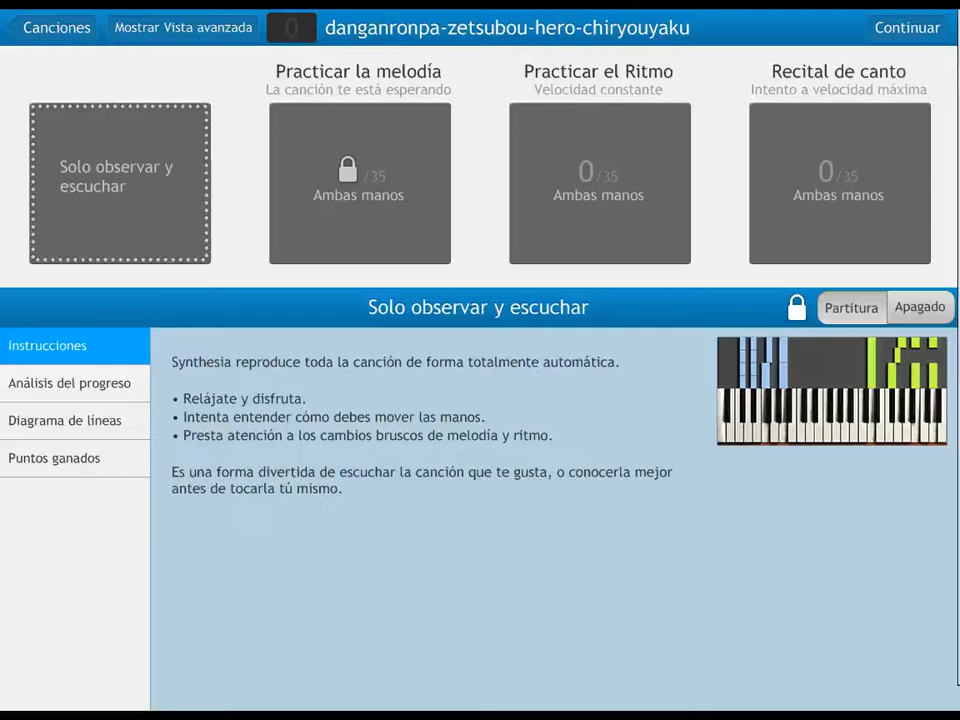 Canciones
Mostrar Vista avanzada
0
danganronpa-zetsubou-hero-chiryouyaku
Continuar
Practicar la melodía
La canción te está esperando
Practicar el Ritmo
Velocidad constante
Recital de canto
Intento a velocidad máxima
Solo observar y
escuchar
/35
Ambas manos
0/35
Ambas manos
0/35
Ambas manos
Solo observar y escuchar
Partitura
Apagado
Instrucciones
Análisis del progreso
Diagrama de líneas
Puntos ganados
Synthesia reproduce toda la canción de forma totalmente automática.
• Relájate y disfruta.
• Intenta entender cómo debes mover las manos.
• Presta atención a los cambios bruscos de melodía y ritmo.
Es una forma divertida de escuchar la canción que te gusta, o conocerla mejor
antes de tocarla tú mismo.